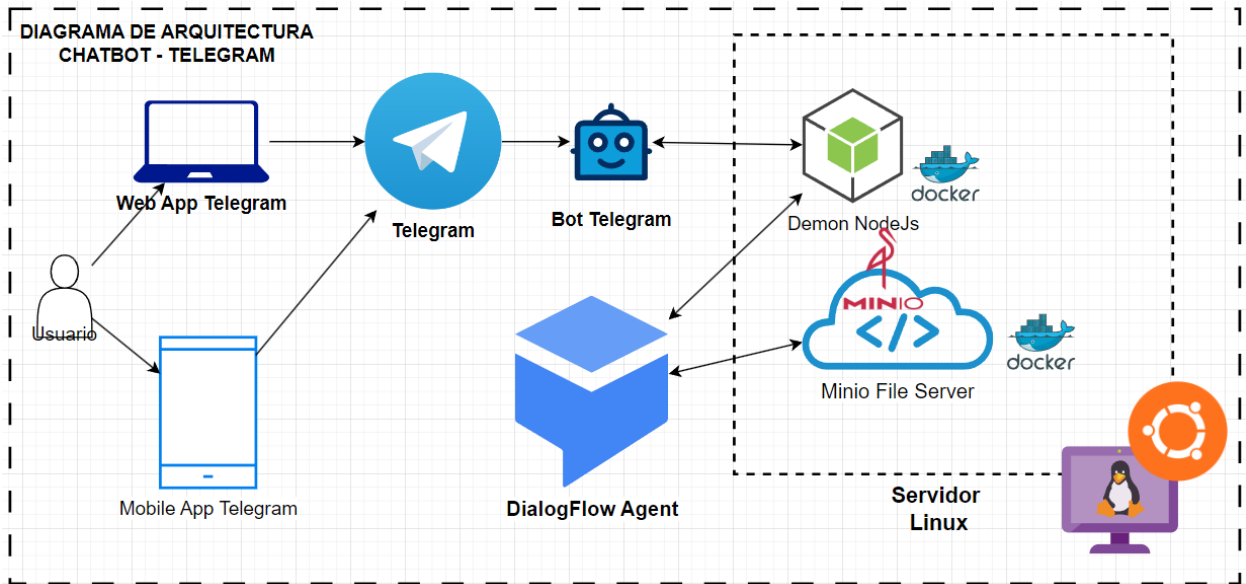 DIAGRAMA DE ARQUITECTURA
CHATBOT - TELEGRAM
Web App Telegram
Telegram
Bot Telegram
docker
Demon NodeJs
Usuario
MINIO
</>
docker
Minio File Server
Mobile App Telegram
DialogFlow Agent
Servidor
Linux